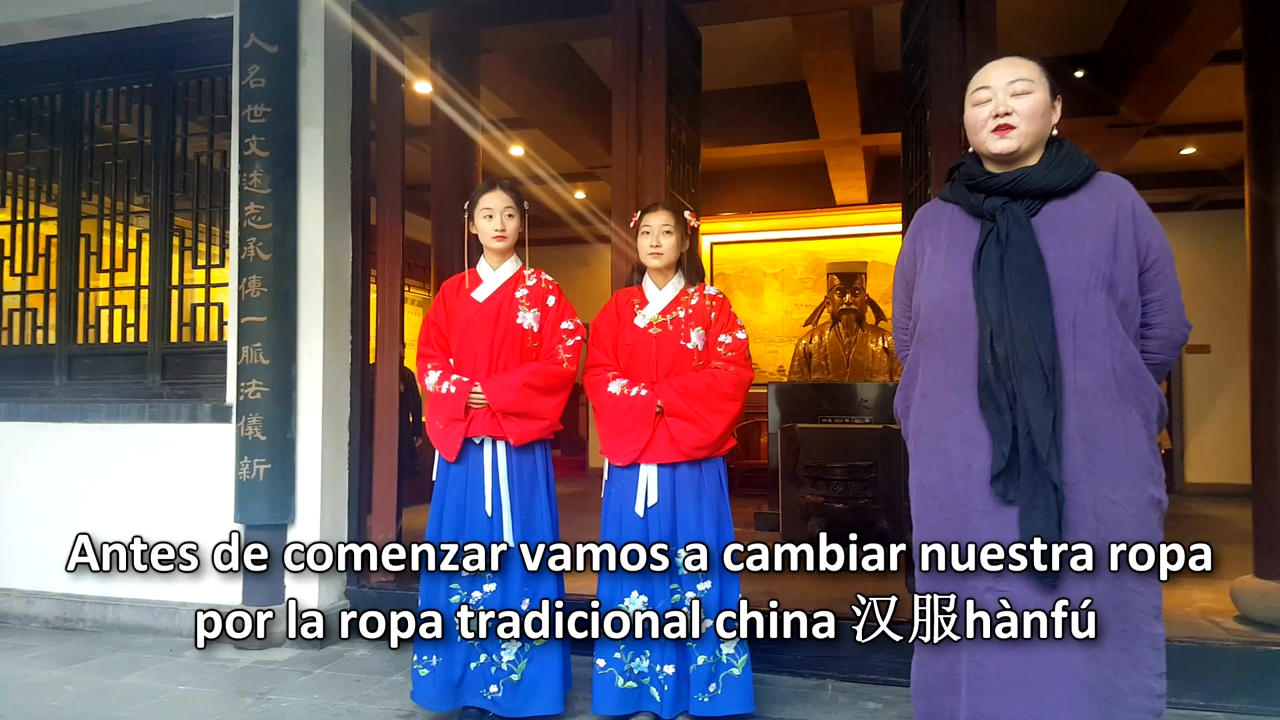 人名世文述志承傳一脈法儀新
Antes de comenzar vamos a cambiar nuestra ropa
por la ropa tradicional china 汉服hànfú